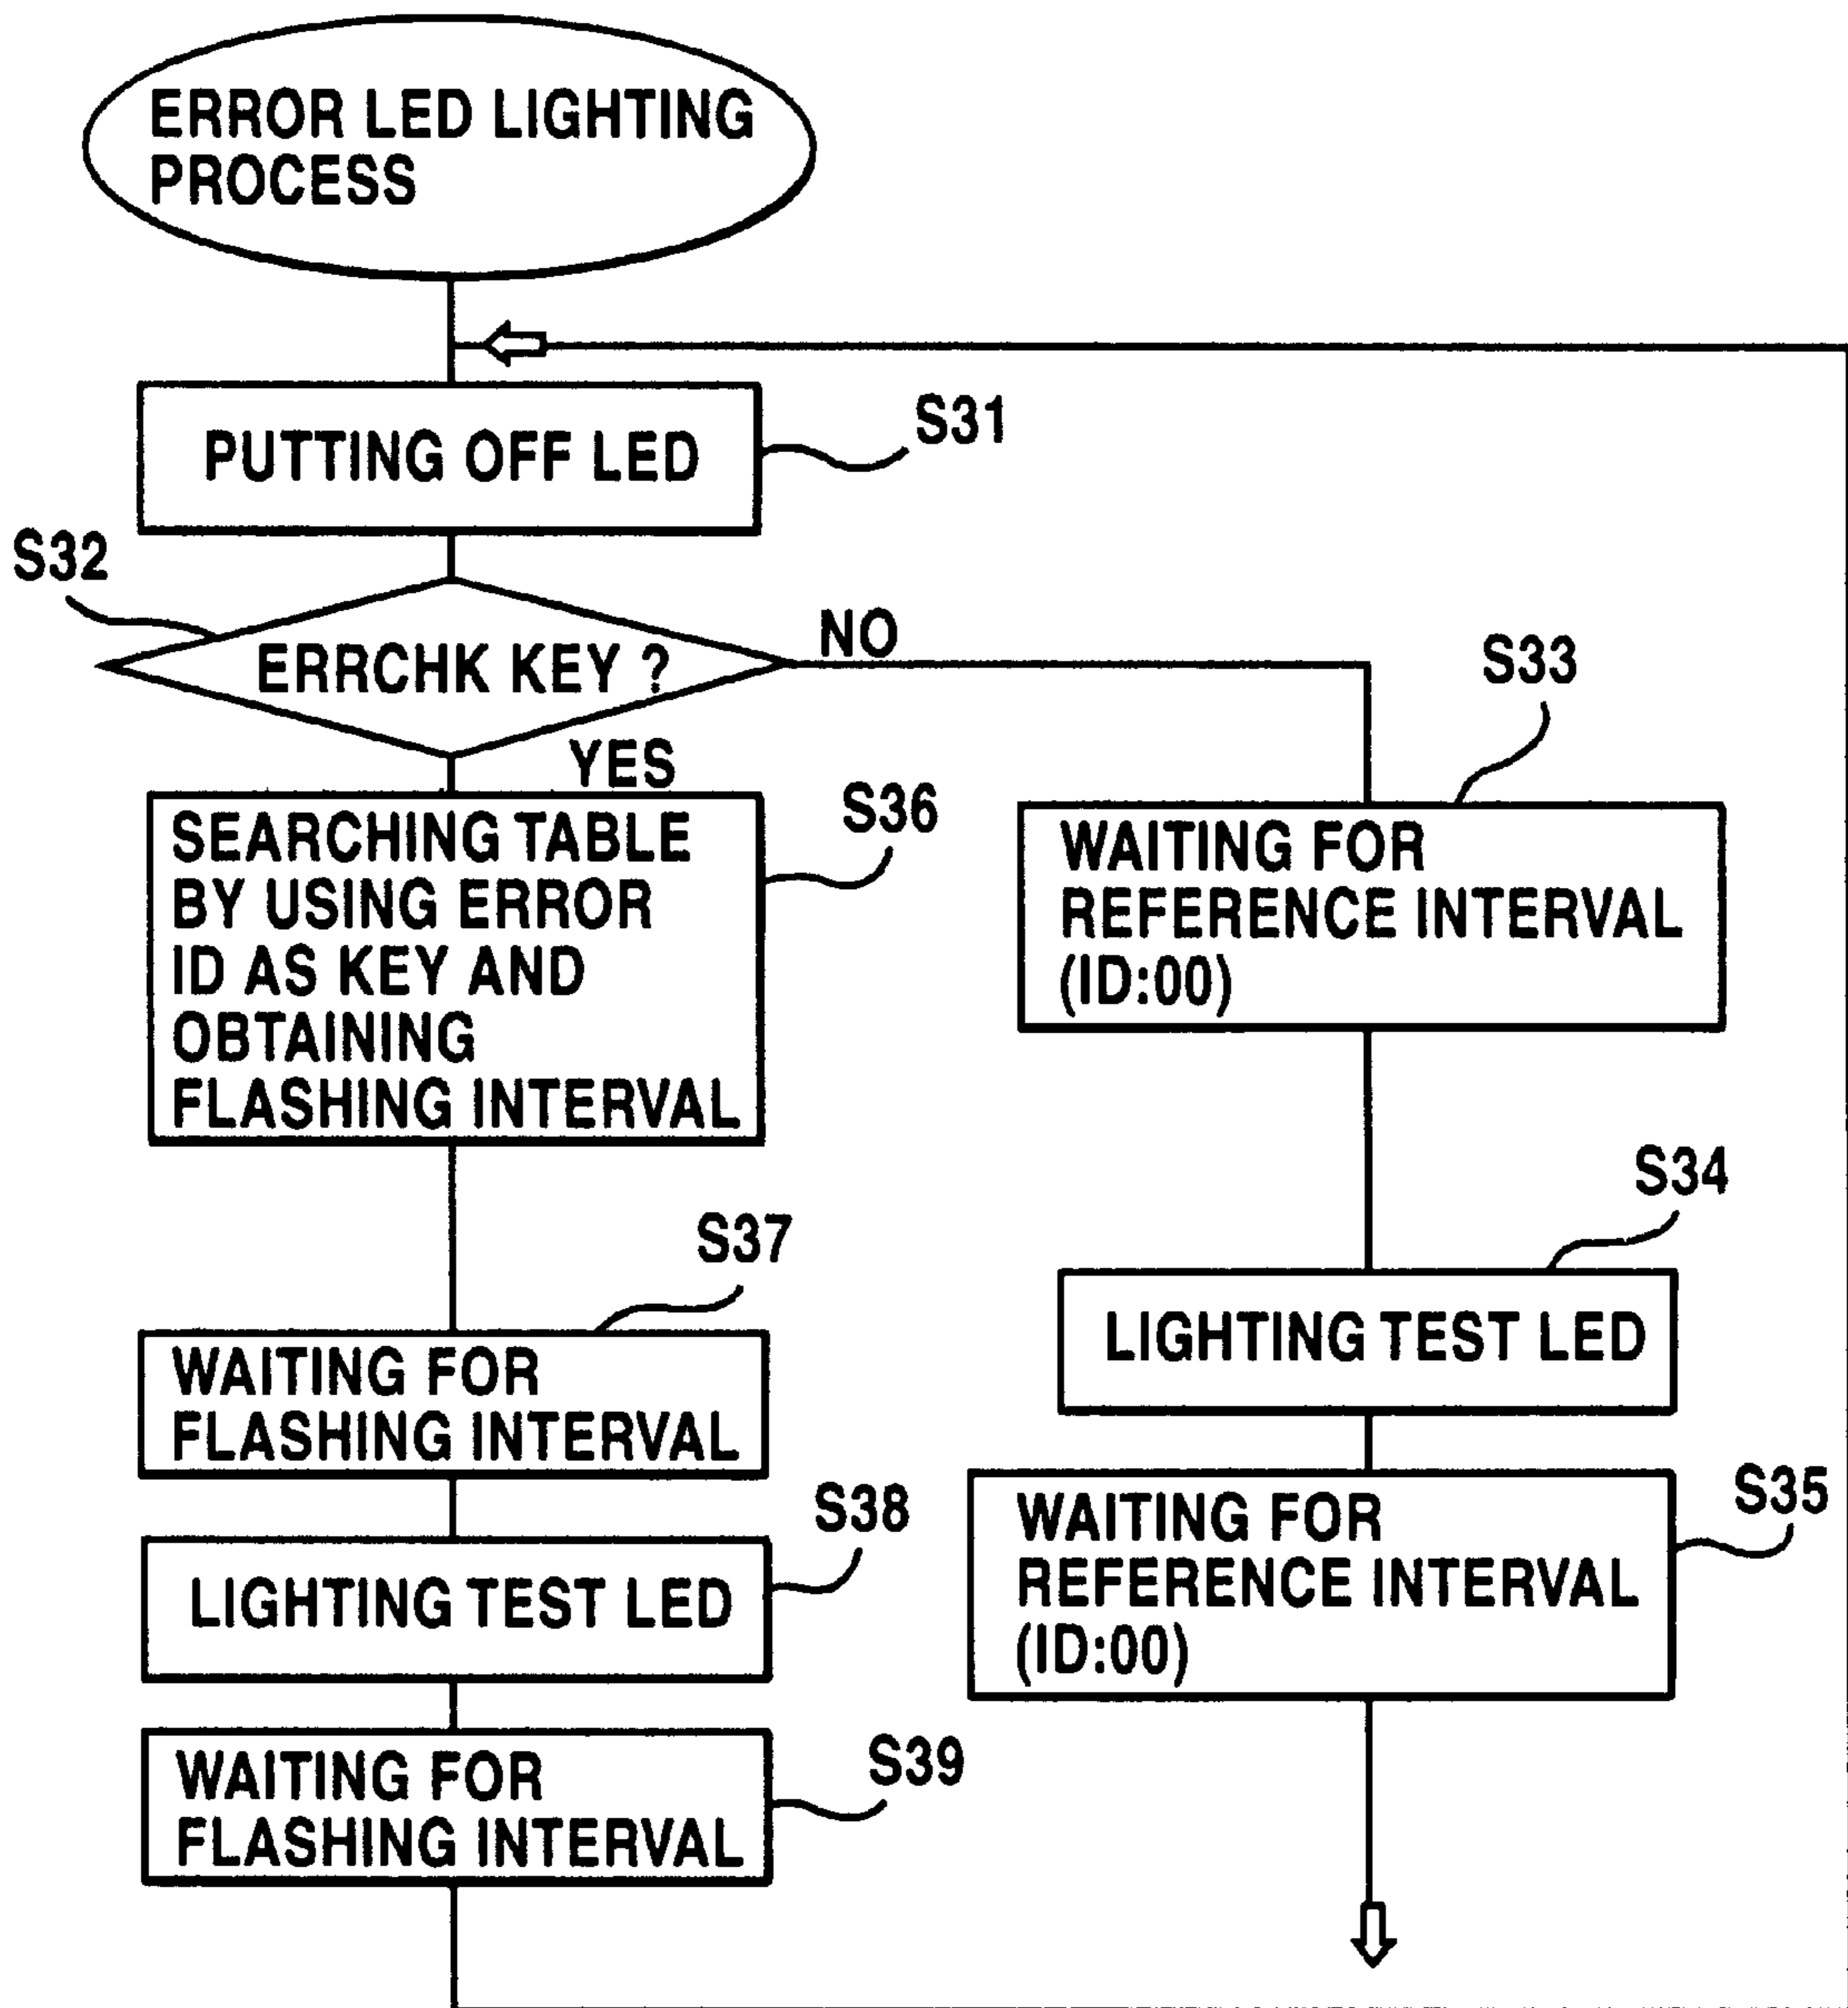 ERROR LED LIGHTING
PROCESS
PUTTING OFF LED
S31
S32
ERRCHK KEY ?
NO
YES
S33
WAITING FOR
REFERENCE INTERVAL
(ID:00)
S36
SEARCHING TABLE
BY USING ERROR
ID AS KEY AND
OBTAINING
FLASHING INTERVAL
S34
LIGHTING TEST LED
S37
WAITING FOR
FLASHING INTERVAL
S35
WAITING FOR
REFERENCE INTERVAL
(ID:00)
S38
LIGHTING TEST LED
S39
WAITING FOR
FLASHING INTERVAL